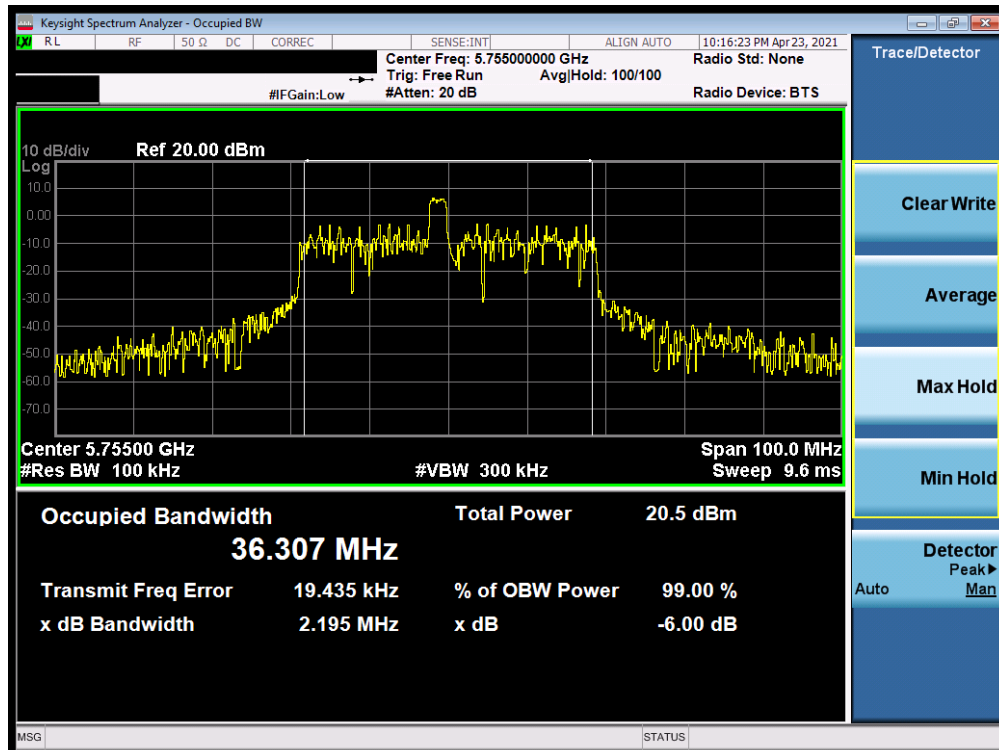 Keysight Spectrum Analyzer - Occupied BW
LXI RL RF 50 Ω DC CORREC SENSE:INT ALIGN AUTO 10:16:23 PM Apr 23, 2021
Center Freq: 5.755000000 GHz Radio Std: None
Trig: Free Run Avg|Hold: 100/100
#IFGain:Low #Atten: 20 dB Radio Device: BTS
10 dB/div Ref 20.00 dBm
Log
10.0
0.00
-10.0
-20.0
-30.0
-40.0
-50.0
-60.0
-70.0
Center 5.75500 GHz Span 100.0 MHz
#Res BW 100 kHz #VBW 300 kHz Sweep 9.6 ms
Occupied Bandwidth Total Power 20.5 dBm
36.307 MHz
Transmit Freq Error 19.435 kHz % of OBW Power 99.00 %
x dB Bandwidth 2.195 MHz x dB -6.00 dB
MSG STATUS
Trace/Detector
Clear Write
Average
Max Hold
Min Hold
Detector
Peak▶
Auto Man